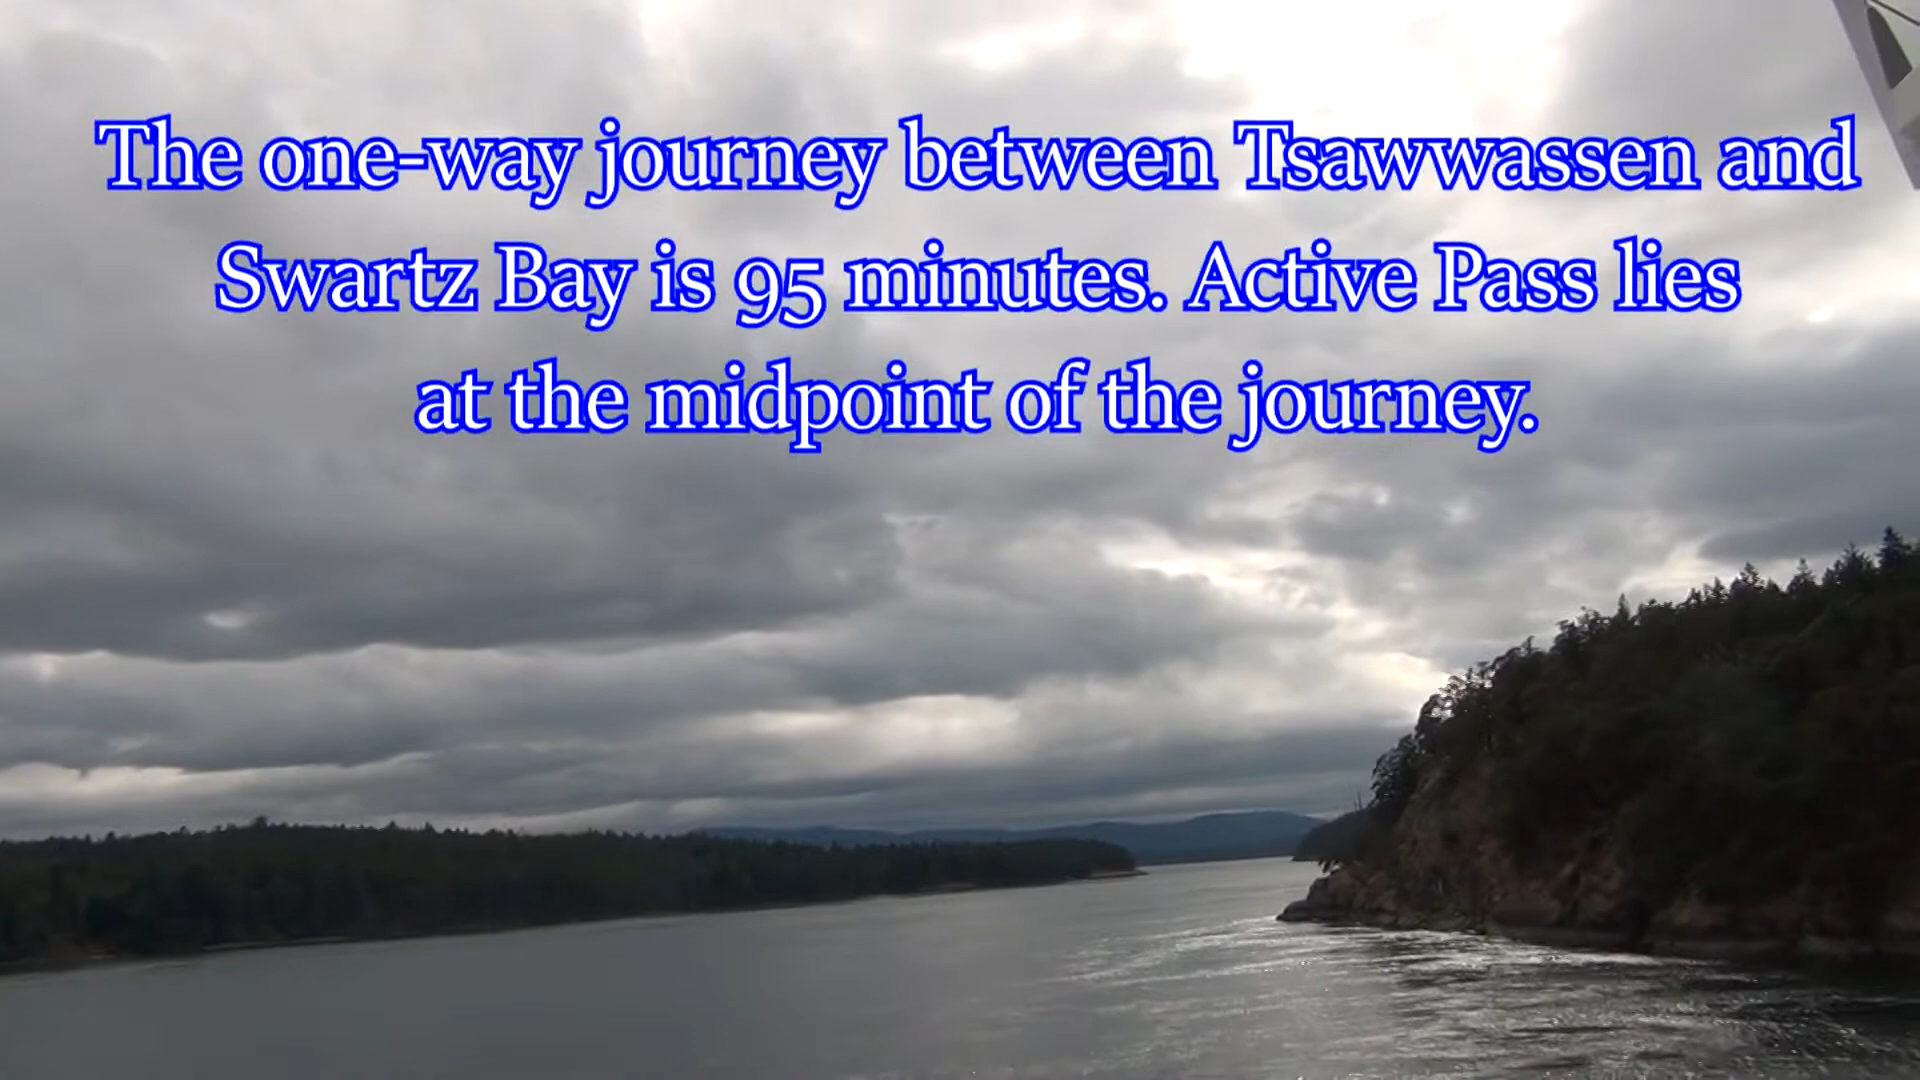 The one-way journey between Tsawwassen and
Swartz Bay is 95 minutes. Active Pass lies
at the midpoint of the journey.